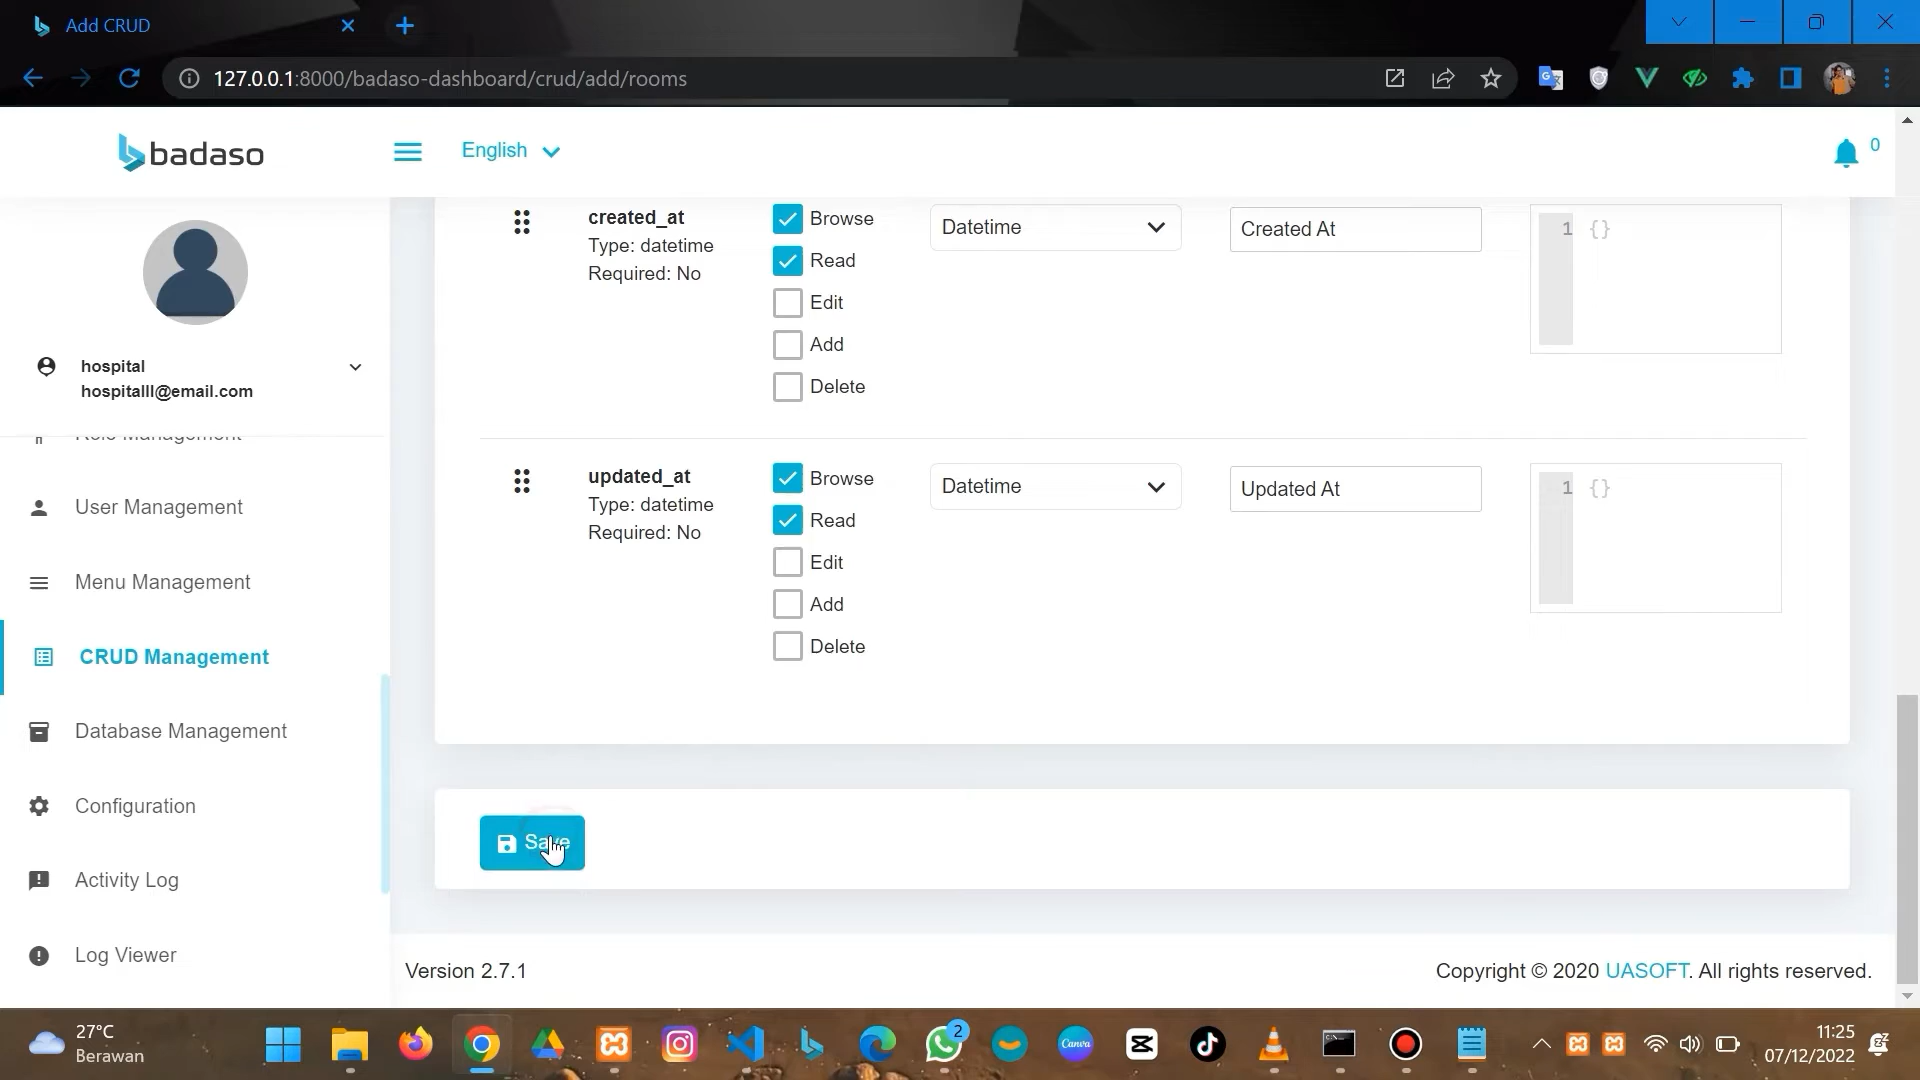 Add CRUD
127.0.0.1:8000/badaso-dashboard/crud/add/rooms
badaso
English
0
hospital
hospitalll@email.com
Role Management
User Management
Menu Management
CRUD Management
Database Management
Configuration
Activity Log
Log Viewer
created_at
Type: datetime
Required: No
Browse
Read
Edit
Add
Delete
Datetime
Created At
1 {}
updated_at
Type: datetime
Required: No
Browse
Read
Edit
Add
Delete
Datetime
Updated At
1 {}
Save
Version 2.7.1
Copyright © 2020 UASOFT. All rights reserved.
27°C
Berawan
2
Canva
11:25
07/12/2022